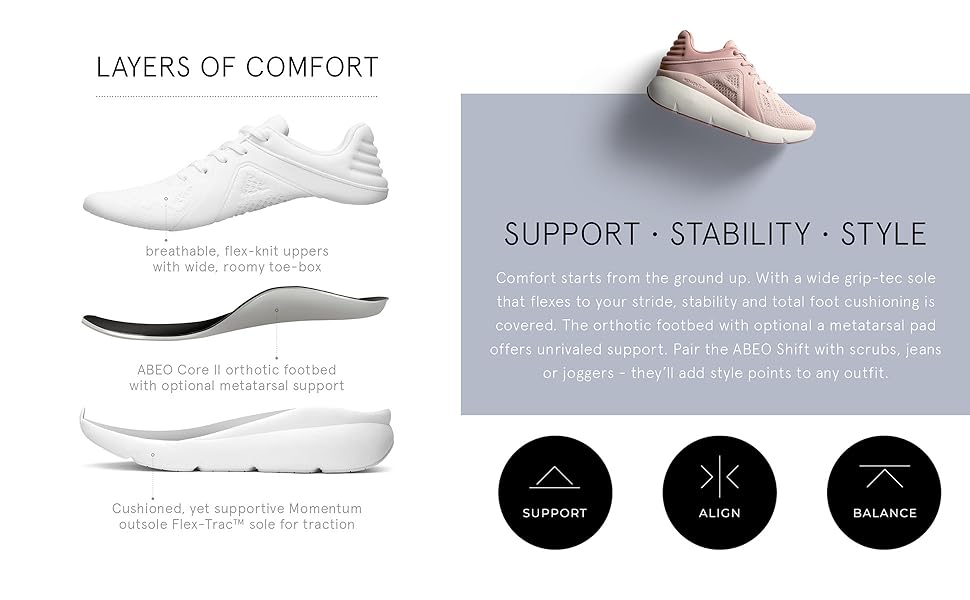 LAYERS OF COMFORT
breathable, flex-knit uppers
with wide, roomy toe-box
ABEO Core II orthotic footbed
with optional metatarsal support
Cushioned, yet supportive Momentum
outsole Flex-Trac™ sole for traction
SUPPORT · STABILITY · STYLE
Comfort starts from the ground up. With a wide grip-tec sole
that flexes to your stride, stability and total foot cushioning is
covered. The orthotic footbed with optional a metatarsal pad
offers unrivaled support. Pair the ABEO Shift with scrubs, jeans
or joggers - they'll add style points to any outfit.
SUPPORT
ALIGN
BALANCE